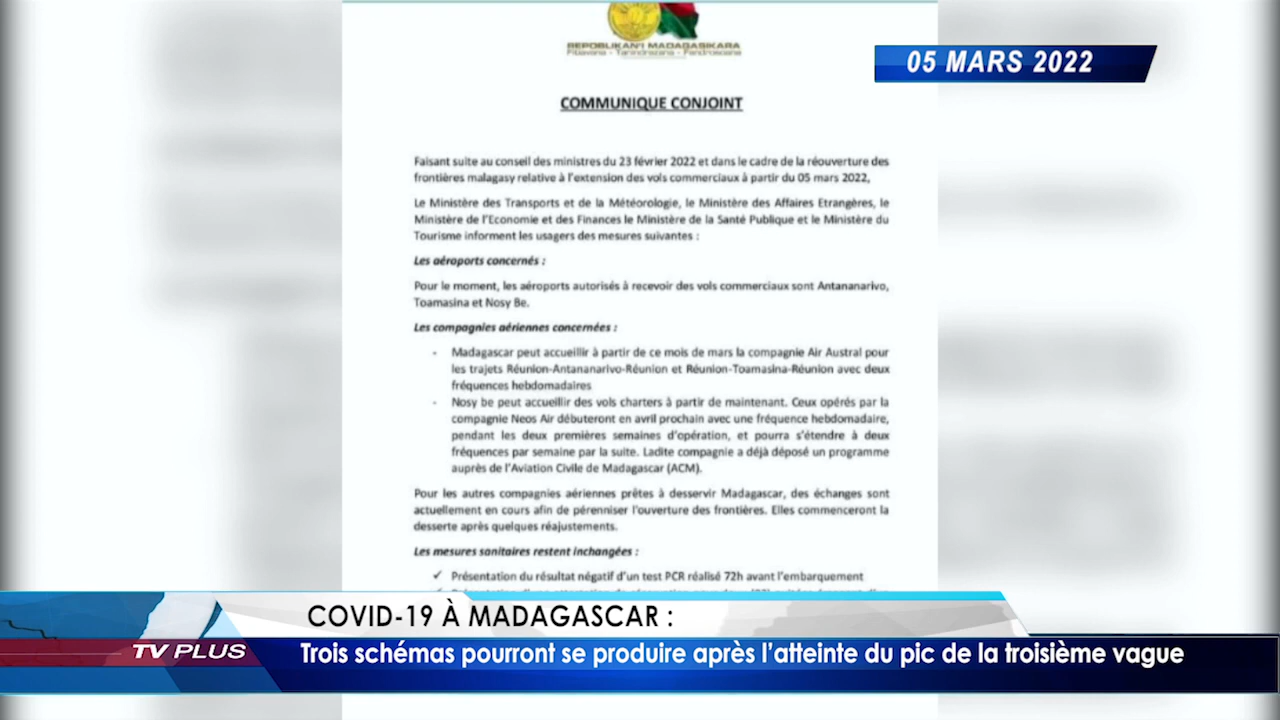 REPOBLIKAN'I MADAGASIKARA
Fitiavana - Tanindrazana - Fandrosoana
05 MARS 2022
COMMUNIQUE CONJOINT
Faisant suite au conseil des ministres du 23 février 2022 et dans le cadre de la réouverture des
frontières malagasy relative à l'extension des vols commerciaux à partir du 05 mars 2022,
Le Ministère des Transports et de la Météorologie, le Ministère des Affaires Etrangères, le
Ministère de l'Economie et des Finances le Ministère de la Santé Publique et le Ministère du
Tourisme informent les usagers des mesures suivantes :
Les aéroports concernés :
Pour le moment, les aéroports autorisés à recevoir des vols commerciaux sont Antananarivo,
Toamasina et Nosy Be.
Les compagnies aériennes concernées :
- Madagascar peut accueillir à partir de ce mois de mars la compagnie Air Austral pour
les trajets Réunion-Antananarivo-Réunion et Réunion-Toamasina-Réunion avec deux
fréquences hebdomadaires
- Nosy be peut accueillir des vols charters à partir de maintenant. Ceux opérés par la
compagnie Neos Air débuteront en avril prochain avec une fréquence hebdomadaire,
pendant les deux premières semaines d'opération, et pourra s'étendre à deux
fréquences par semaine par la suite. Ladite compagnie a déjà déposé un programme
auprès de l'Aviation Civile de Madagascar (ACM).
Pour les autres compagnies aériennes prêtes à desservir Madagascar, des échanges sont
actuellement en cours afin de pérenniser l'ouverture des frontières. Elles commenceront la
desserte après quelques réajustements.
Les mesures sanitaires restent inchangées :
✓ Présentation du résultat négatif d'un test PCR réalisé 72h avant l'embarquement
COVID-19 À MADAGASCAR :
TV PLUS
Trois schémas pourront se produire après l'atteinte du pic de la troisième vague